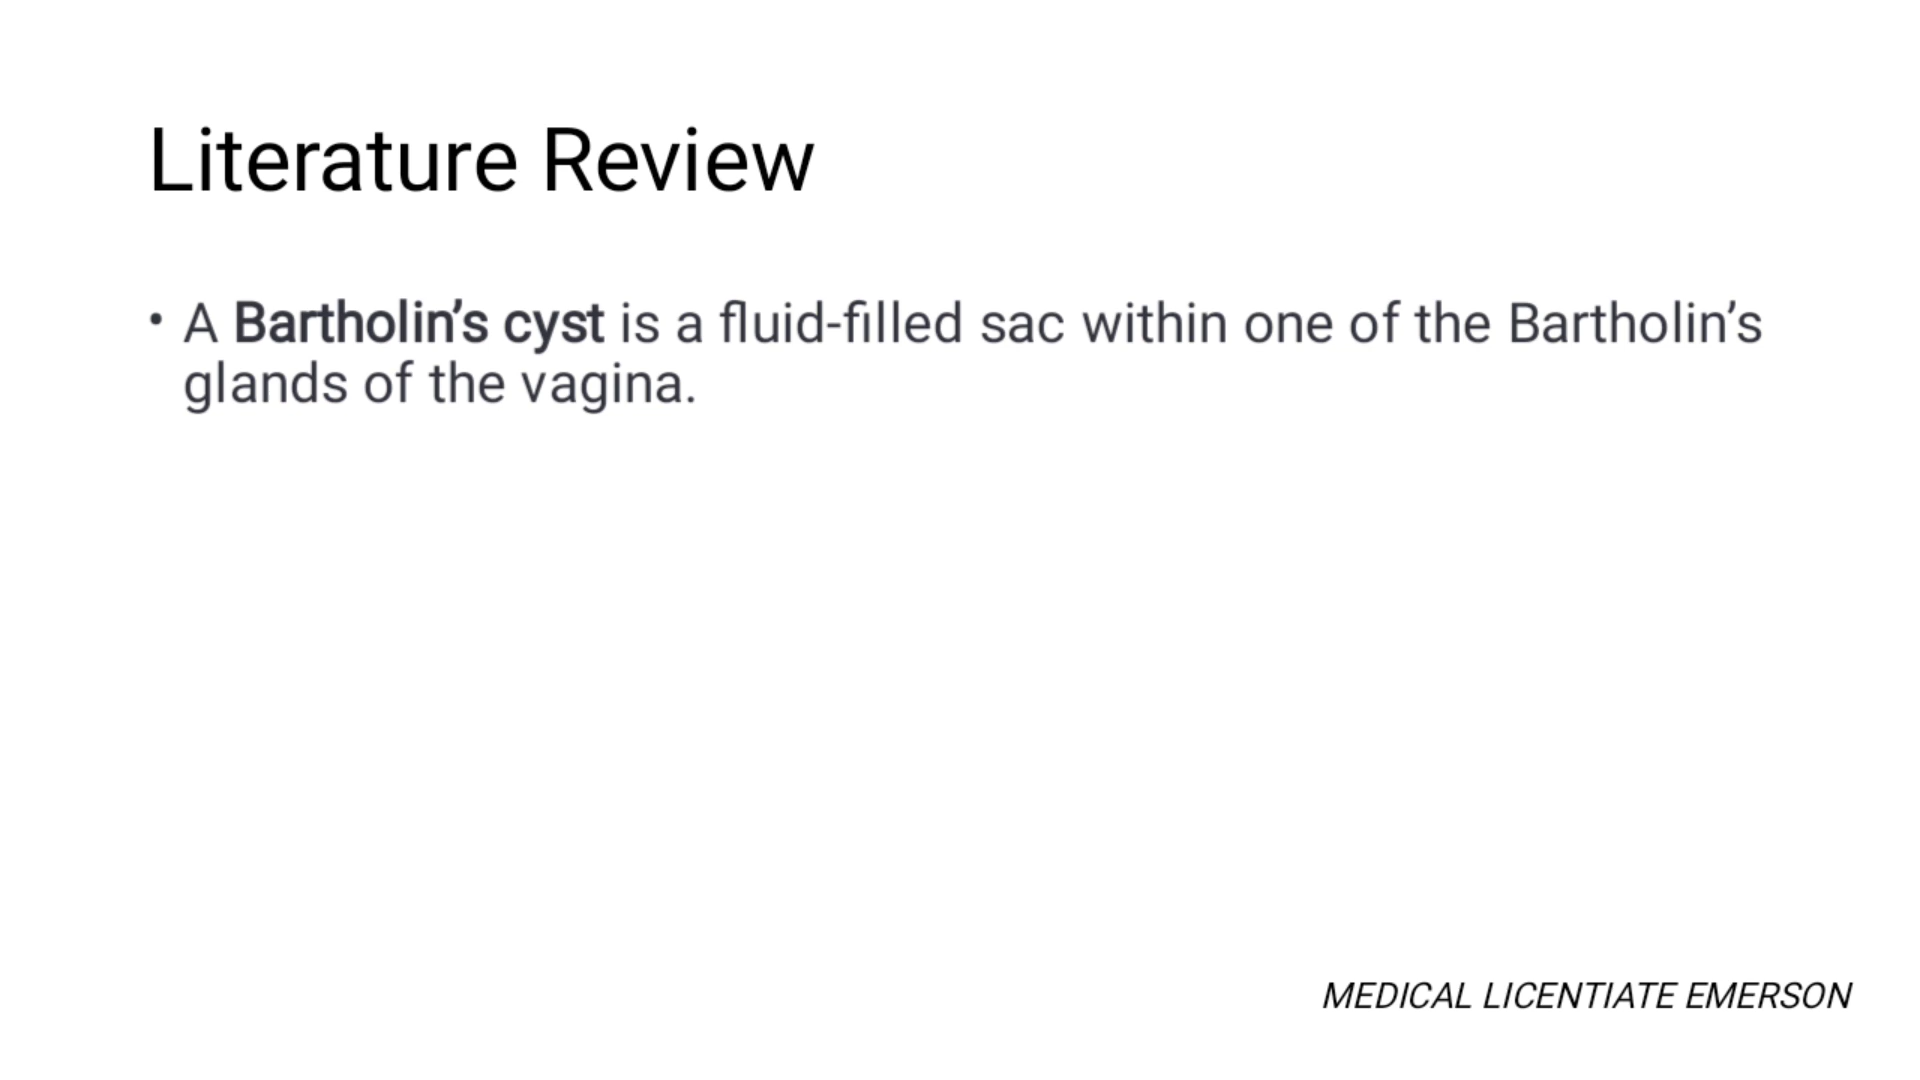 Literature Review
• A Bartholin’s cyst is a fluid-filled sac within one of the Bartholin’s
glands of the vagina.
MEDICAL LICENTIATE EMERSON